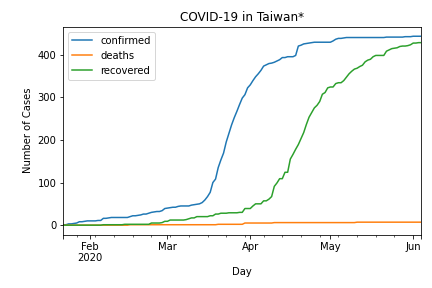 COVID-19 in Taiwan*
confirmed
deaths
recovered
Number of Cases
400
300
200
100
0
Feb
2020
Mar
Apr
May
Jun
Day